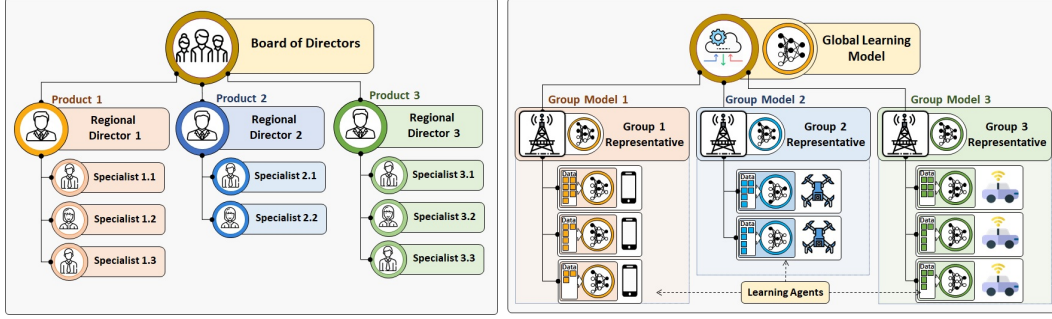 Board of Directors
Product 1
Product 2
Product 3
Regional
Director 1
Regional
Director 2
Regional
Director 3
Specialist 1.1
Specialist 1.2
Specialist 1.3
Specialist 2.1
Specialist 2.2
Specialist 3.1
Specialist 3.2
Specialist 3.3
Global Learning
Model
Group Model 1
Group Model 2
Group Model 3
Group 1
Representative
Group 2
Representative
Group 3
Representative
Data
Data
Data
Data
Data
Data
Data
Data
Learning Agents